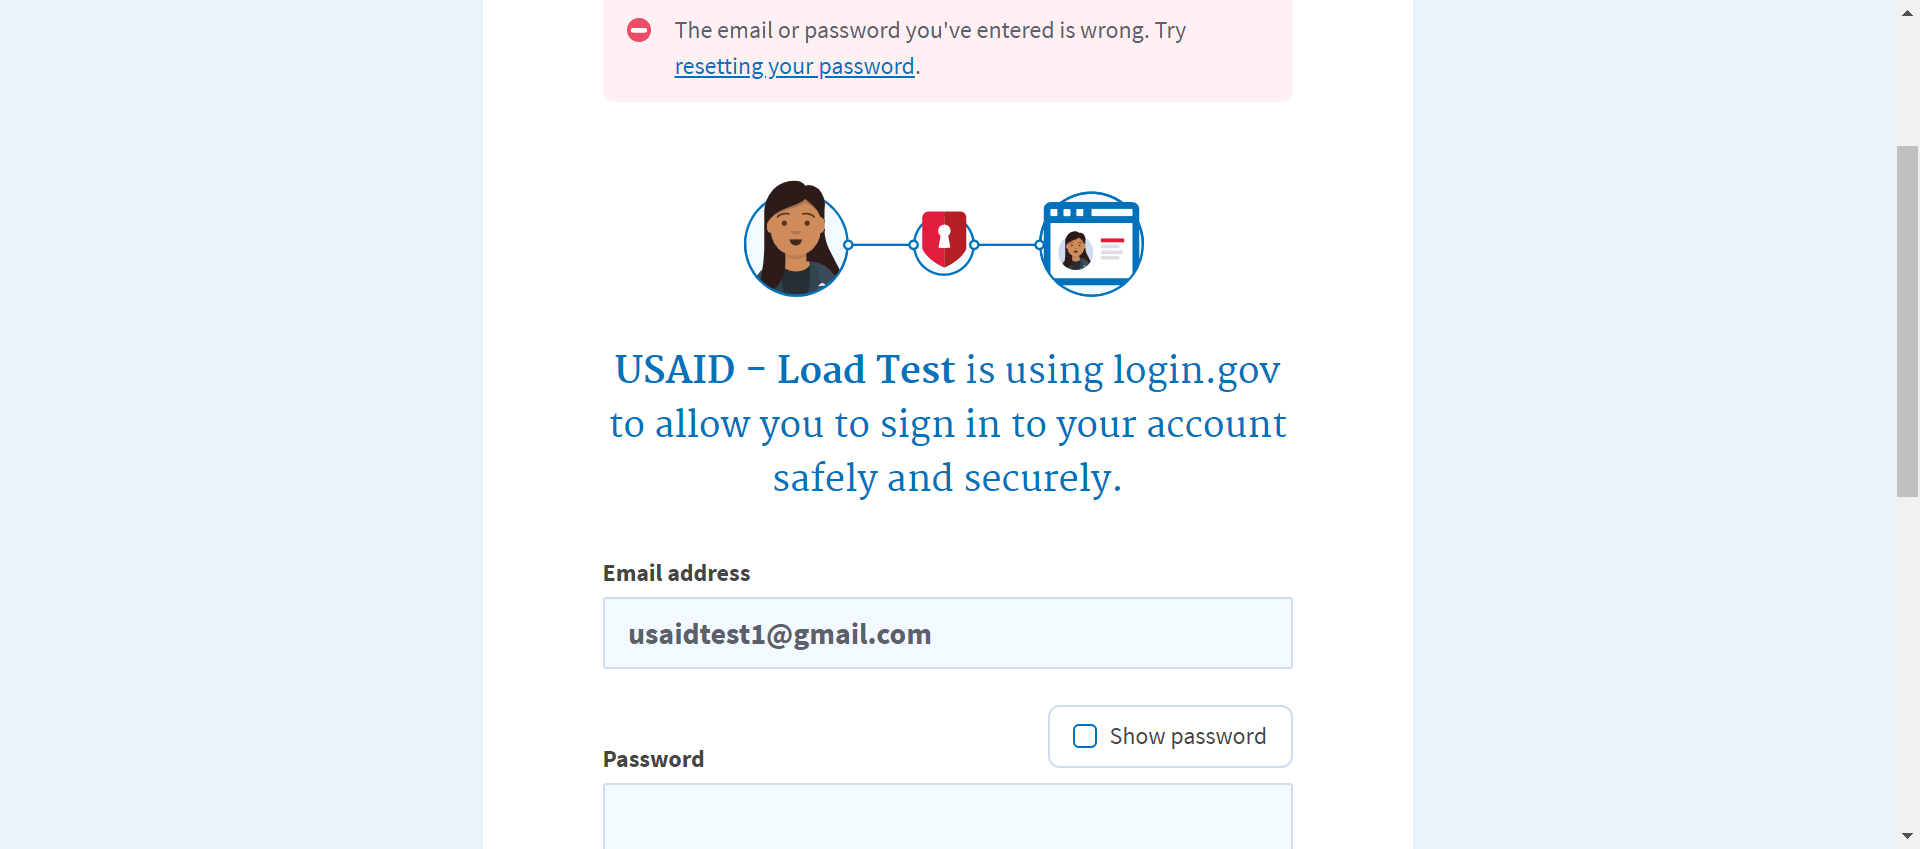 The email or password you've entered is wrong. Try
resetting your password.
USAID - Load Test is using login.gov
to allow you to sign in to your account
safely and securely.
Email address
usaidtest1@gmail.com
Show password
Password